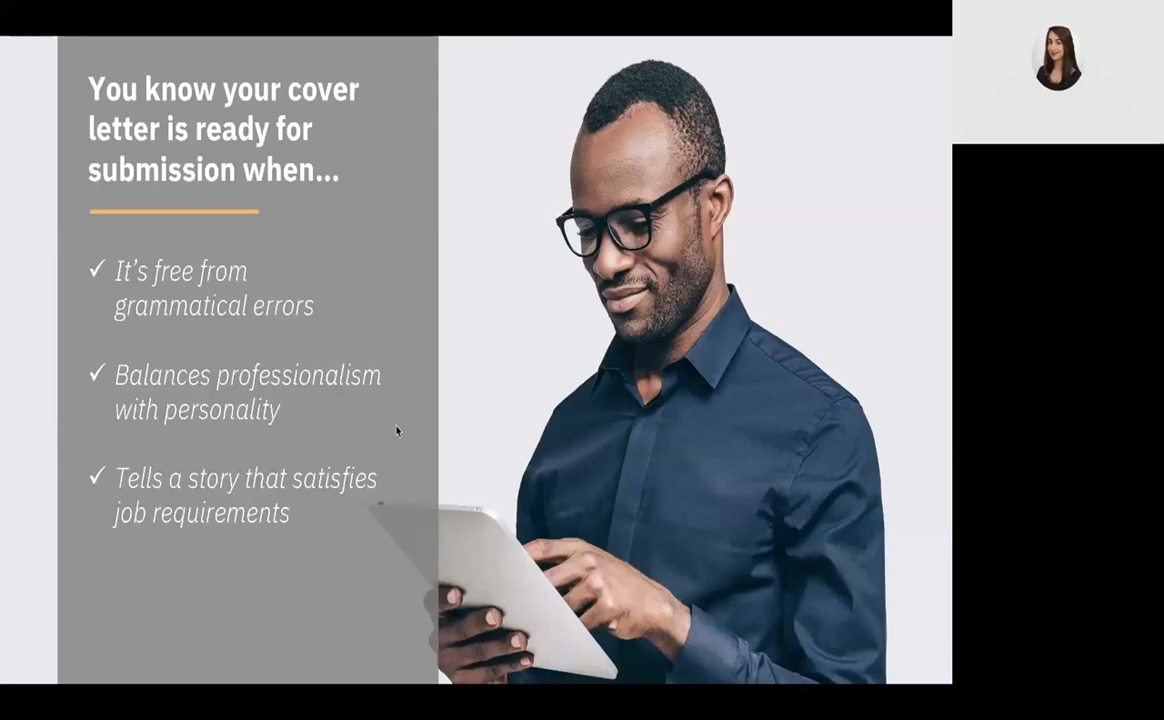 You know your cover
letter is ready for
submission when...
✓ It's free from
grammatical errors
✓ Balances professionalism
with personality
✓ Tells a story that satisfies
job requirements